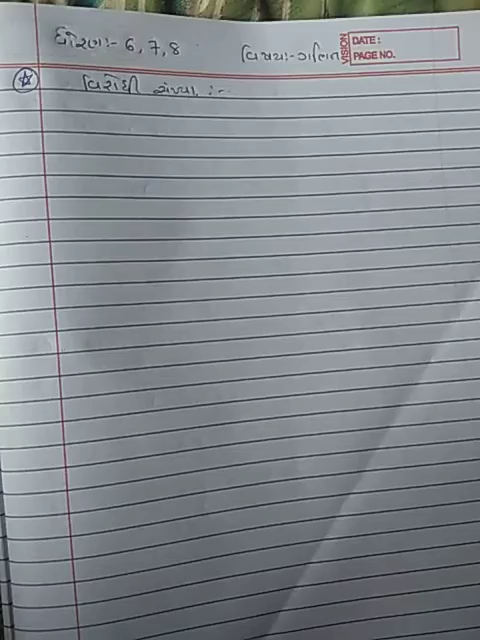 ધોરણ:- 6, 7, 8 વિષય:- ગણિત VISION DATE:
PAGE NO.
વિરોધી સંખ્યા :-